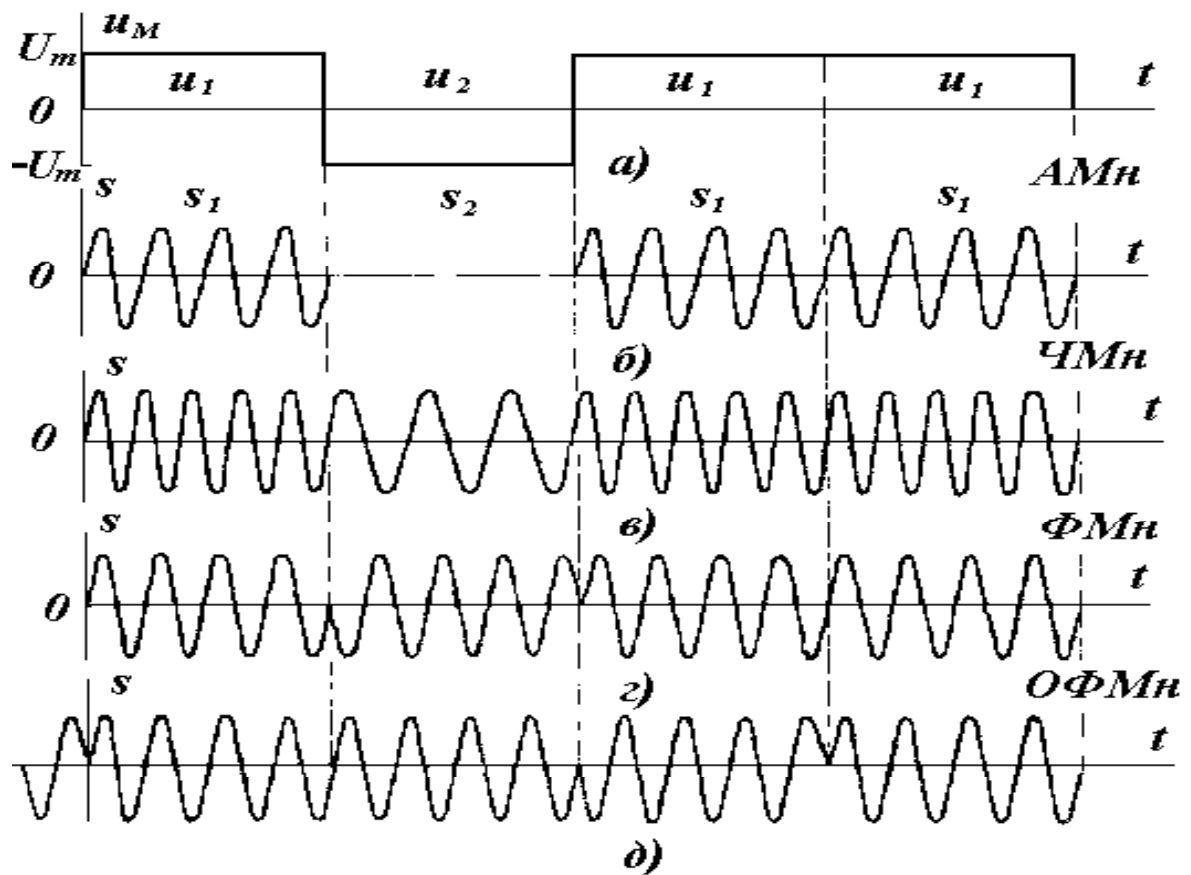 u_M
U_m
u_1 u_2 u_1 u_1 t
0
-U_m
а) АМн
s s_1 s_2 s_1 s_1
0 t
б) ЧМн
s
0 t
в) ФМн
s
0 t
г) ОФМн
s
t
д)